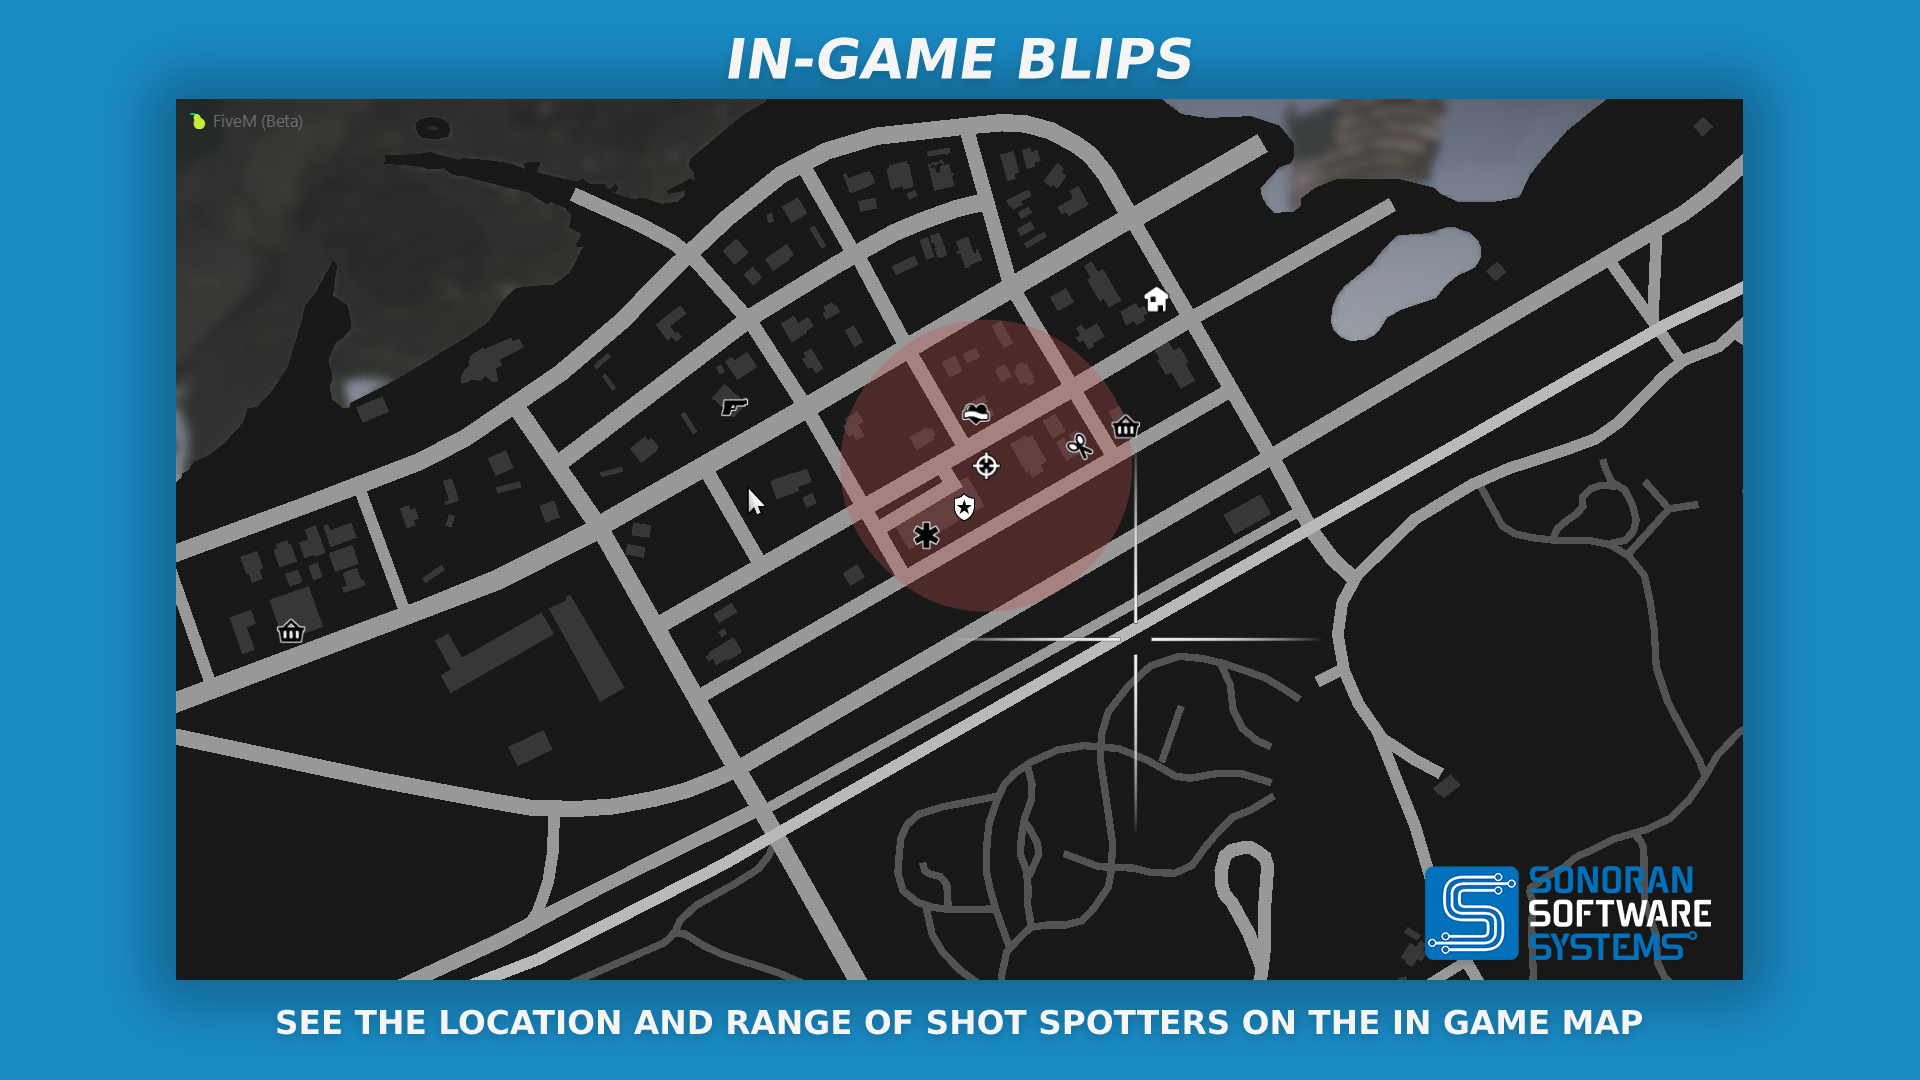 IN-GAME BLIPS
FiveM (Beta)
SONORAN
SOFTWARE
SYSTEMS
SEE THE LOCATION AND RANGE OF SHOT SPOTTERS ON THE IN GAME MAP